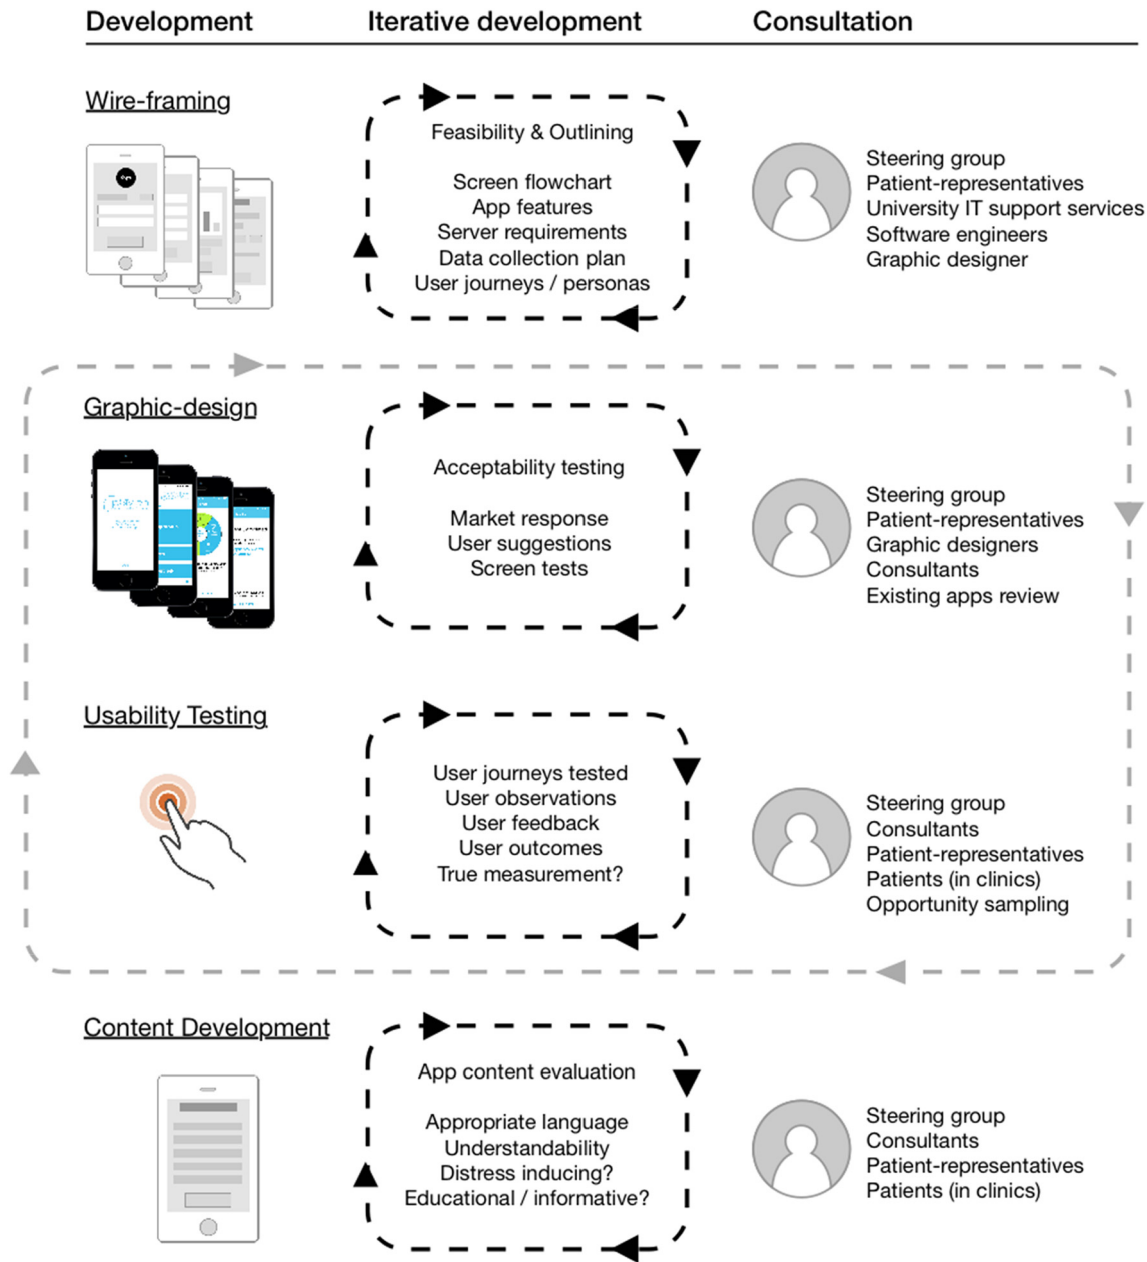 Development
Iterative development
Consultation
Wire-framing
Feasibility & Outlining
Screen flowchart
App features
Server requirements
Data collection plan
User journeys / personas
Steering group
Patient-representatives
University IT support services
Software engineers
Graphic designer
Graphic-design
Acceptability testing
Market response
User suggestions
Screen tests
Steering group
Patient-representatives
Graphic designers
Consultants
Existing apps review
Usability Testing
User journeys tested
User observations
User feedback
User outcomes
True measurement?
Steering group
Consultants
Patient-representatives
Patients (in clinics)
Opportunity sampling
Content Development
App content evaluation
Appropriate language
Understandability
Distress inducing?
Educational / informative?
Steering group
Consultants
Patient-representatives
Patients (in clinics)